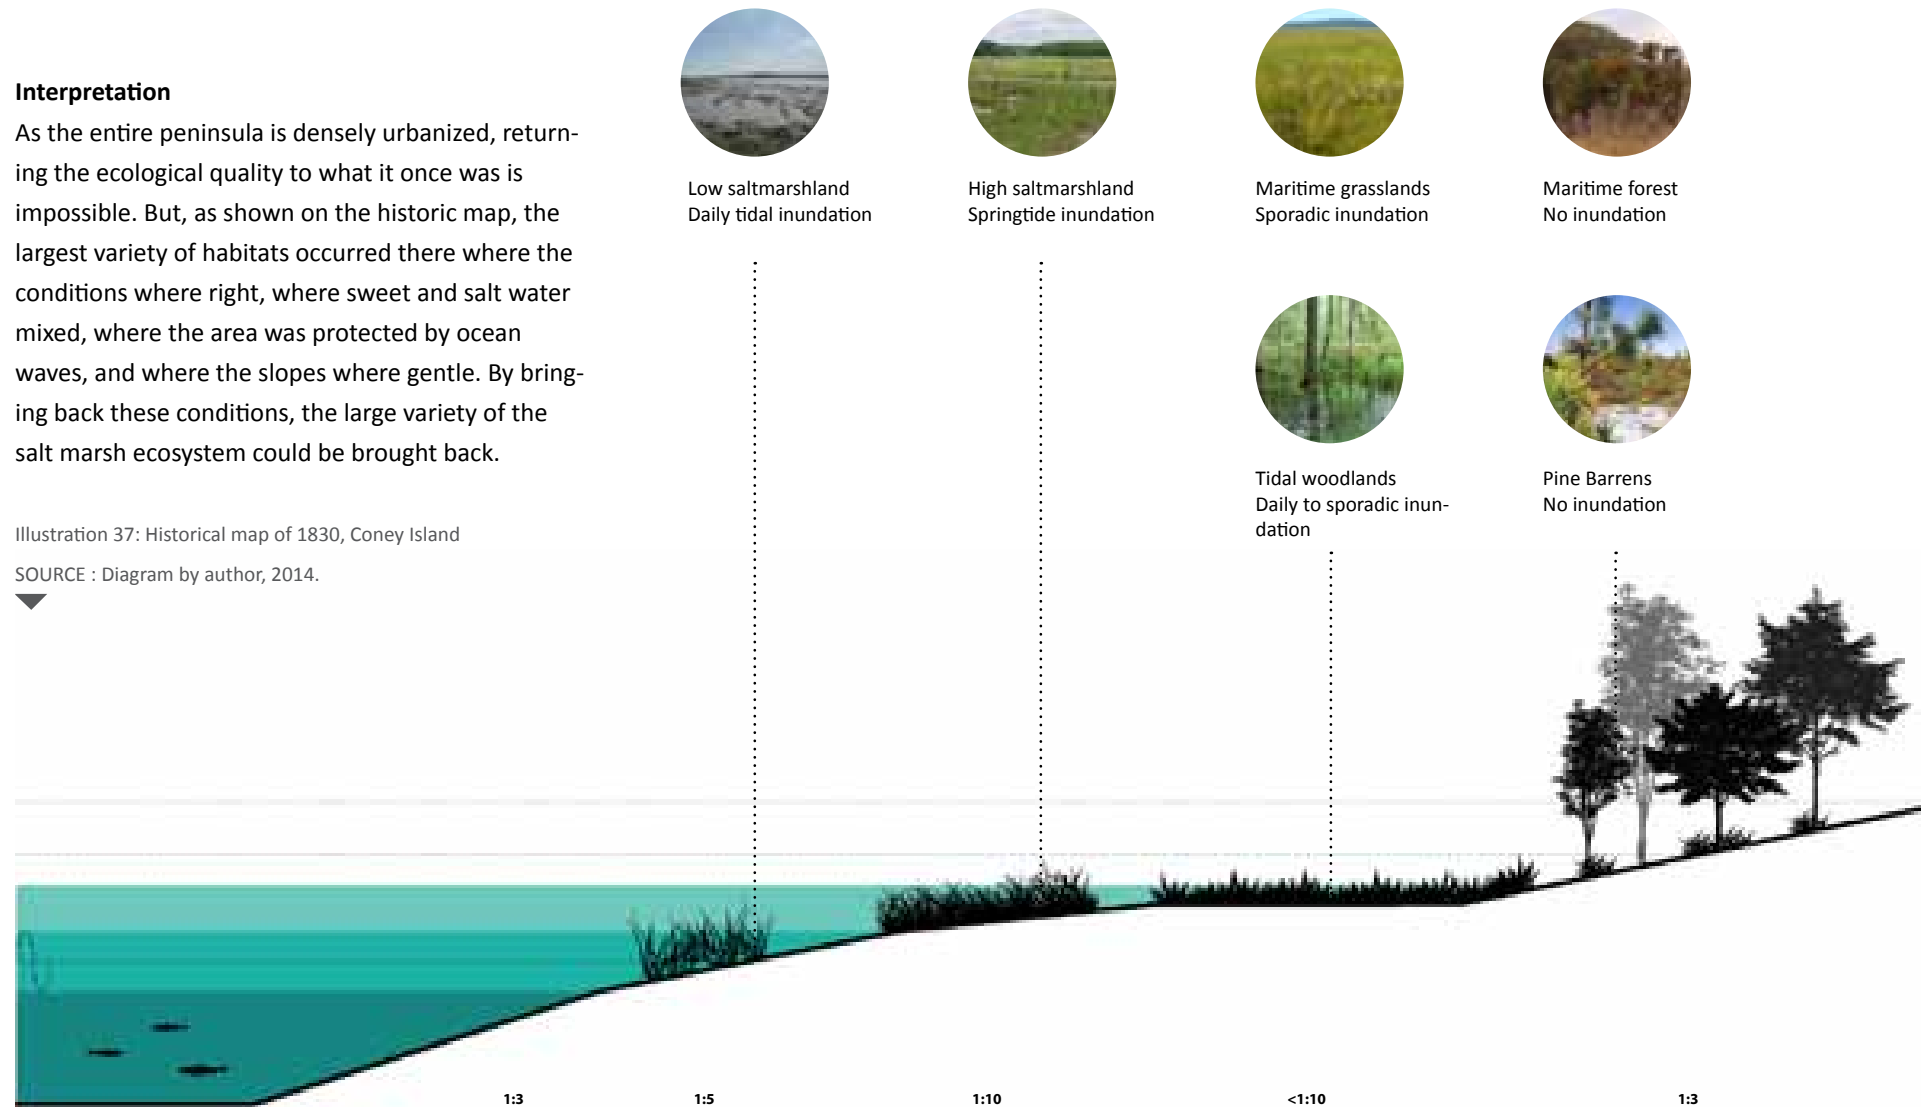 Interpretation
As the entire peninsula is densely urbanized, return-
ing the ecological quality to what it once was is
impossible. But, as shown on the historic map, the
largest variety of habitats occurred there where the
conditions where right, where sweet and salt water
mixed, where the area was protected by ocean
waves, and where the slopes where gentle. By bring-
ing back these conditions, the large variety of the
salt marsh ecosystem could be brought back.
Illustration 37: Historical map of 1830, Coney Island
SOURCE : Diagram by author, 2014.
Low saltmarshland
Daily tidal inundation
High saltmarshland
Springtide inundation
Maritime grasslands
Sporadic inundation
Maritime forest
No inundation
Tidal woodlands
Daily to sporadic inun-
dation
Pine Barrens
No inundation
1:3
1:5
1:10
<1:10
1:3